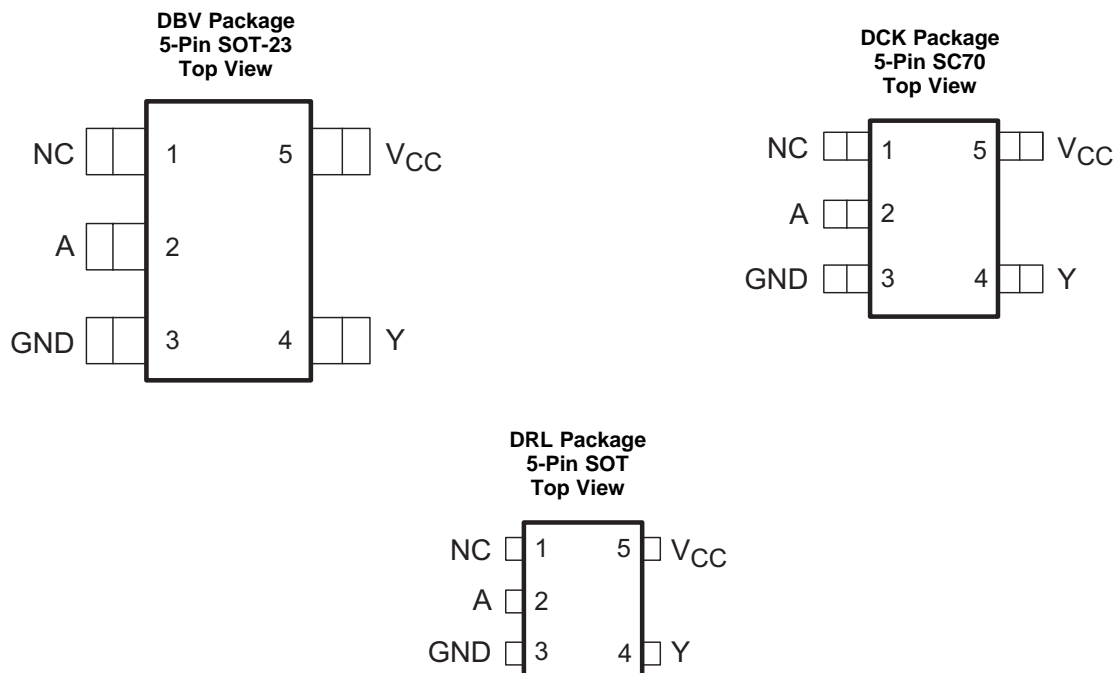 DBV Package
5-Pin SOT-23
Top View
NC 1 5 VCC
A 2
GND 3 4 Y
DCK Package
5-Pin SC70
Top View
NC 1 5 VCC
A 2
GND 3 4 Y
DRL Package
5-Pin SOT
Top View
NC 1 5 VCC
A 2
GND 3 4 Y